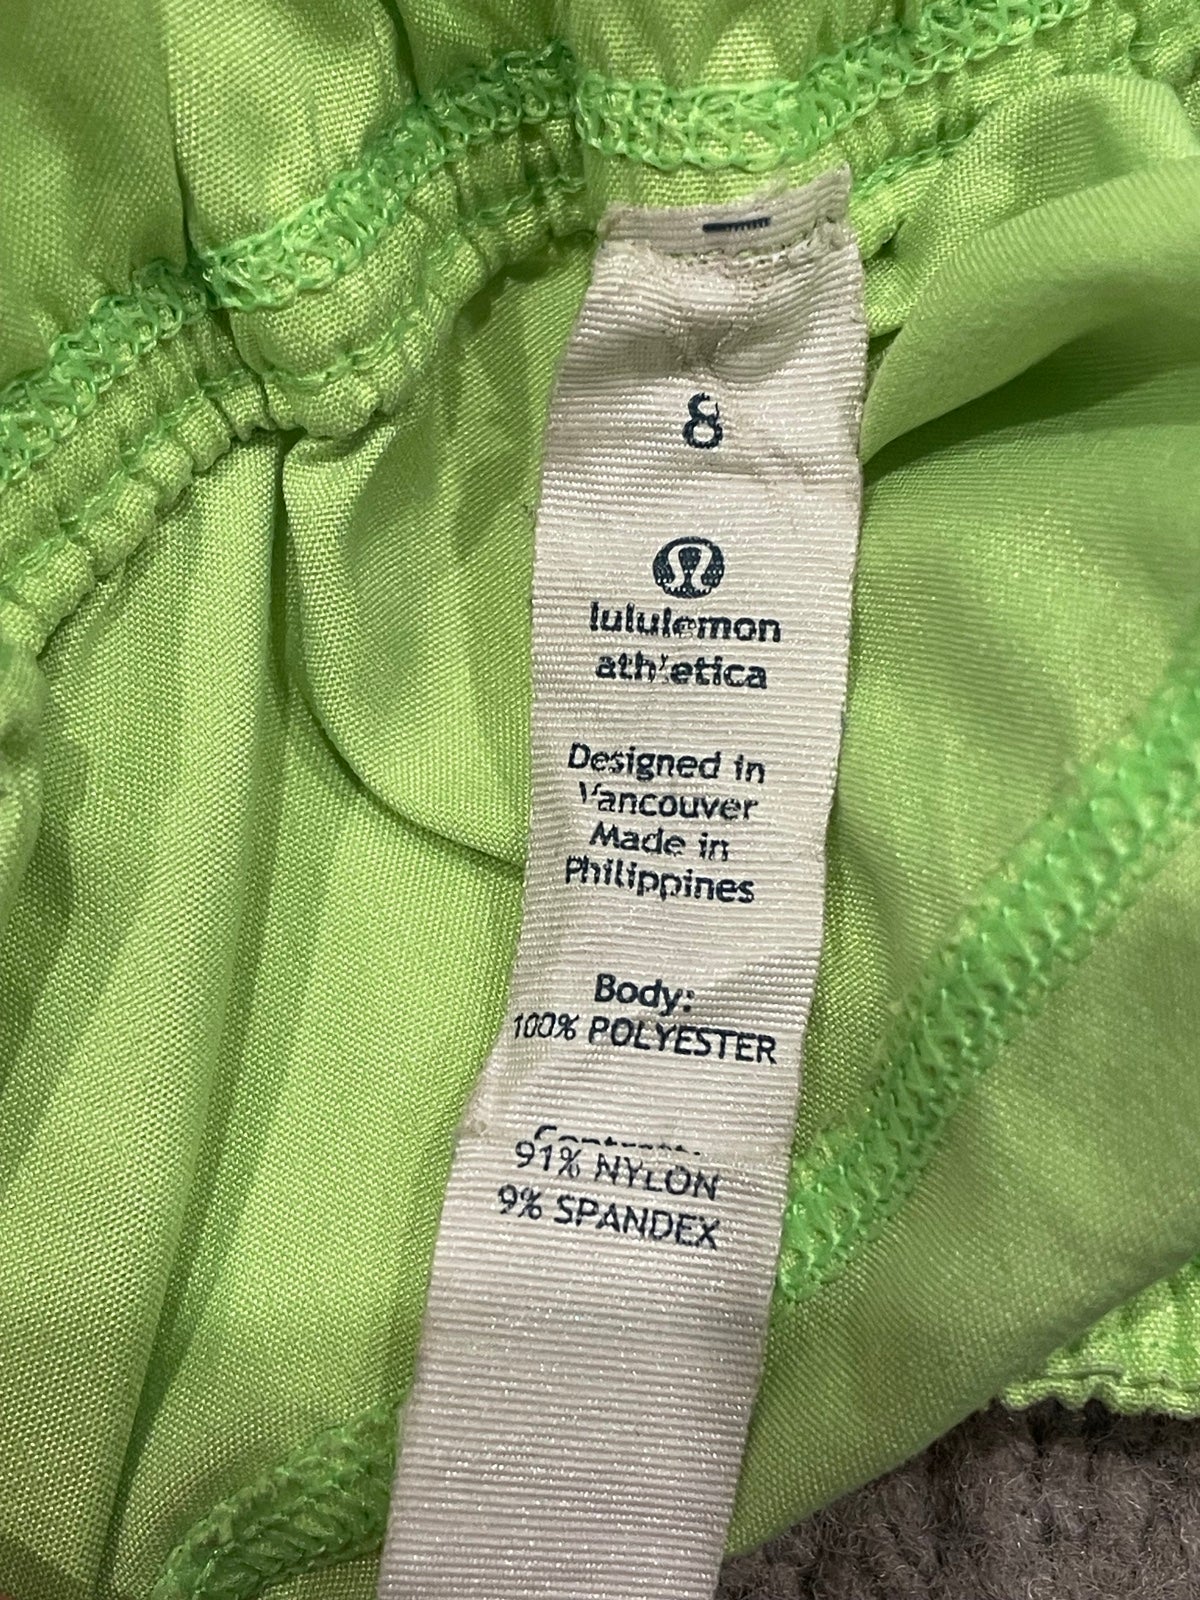 8
lululemon
athletica
Designed in
Vancouver
Made in
Philippines
Body:
100% POLYESTER
91% NYLON
9% SPANDEX